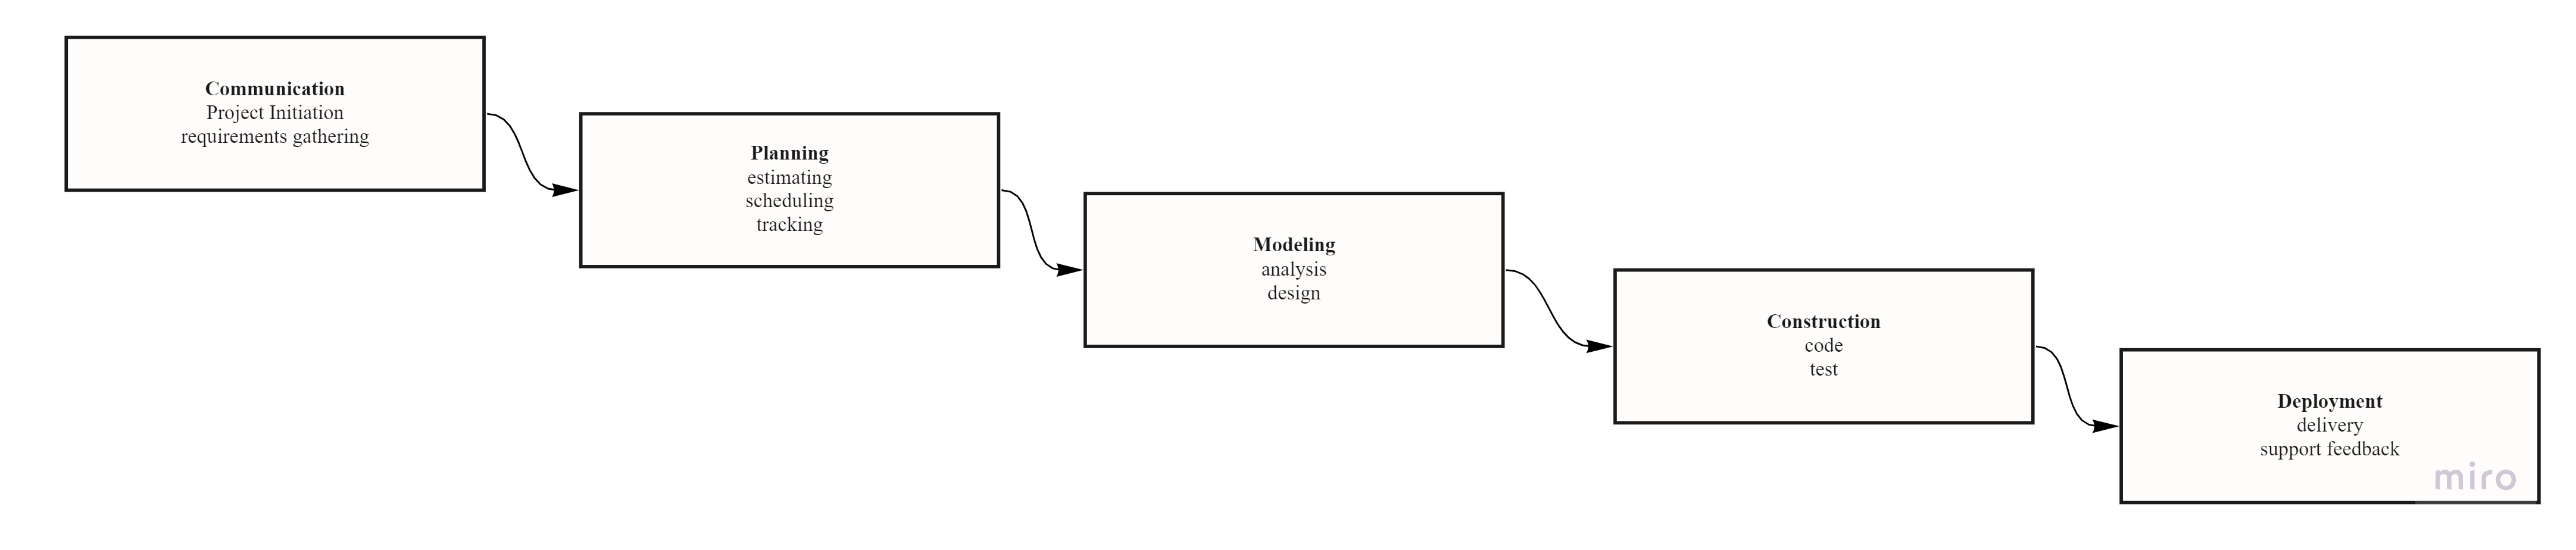 Communication
Project Initiation
requirements gathering
Planning
estimating
scheduling
tracking
Modeling
analysis
design
Construction
code
test
Deployment
delivery
support feedback
miro